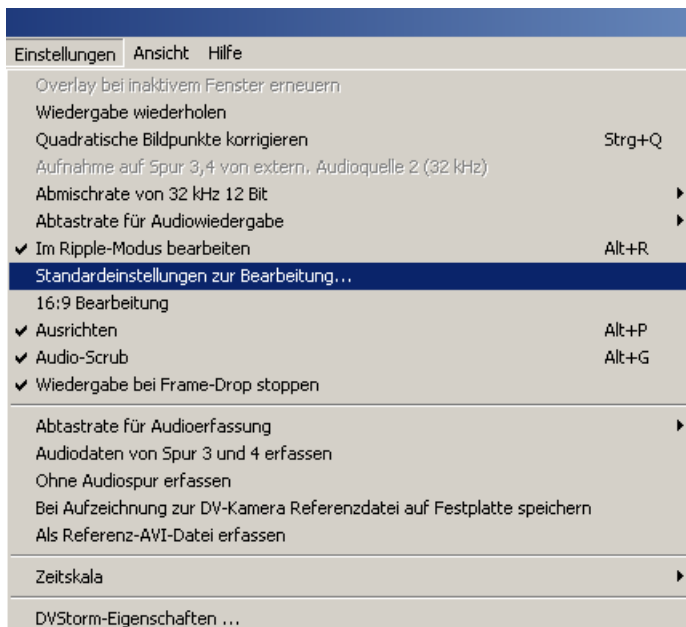 Einstellungen Ansicht Hilfe
Overlay bei inaktivem Fenster erneuern
Wiedergabe wiederholen
Quadratische Bildpunkte korrigieren Strg+Q
Aufnahme auf Spur 3,4 von extern. Audioquelle 2 (32 kHz)
Abmischrate von 32 kHz 12 Bit
Abtastrate für Audiowiedergabe
Im Ripple-Modus bearbeiten Alt+R
Standardeinstellungen zur Bearbeitung...
16:9 Bearbeitung
Ausrichten Alt+P
Audio-Scrub Alt+G
Wiedergabe bei Frame-Drop stoppen
Abtastrate für Audioerfassung
Audiodaten von Spur 3 und 4 erfassen
Ohne Audiospur erfassen
Bei Aufzeichnung zur DV-Kamera Referenzdatei auf Festplatte speichern
Als Referenz-AVI-Datei erfassen
Zeitskala
DVStorm-Eigenschaften ...